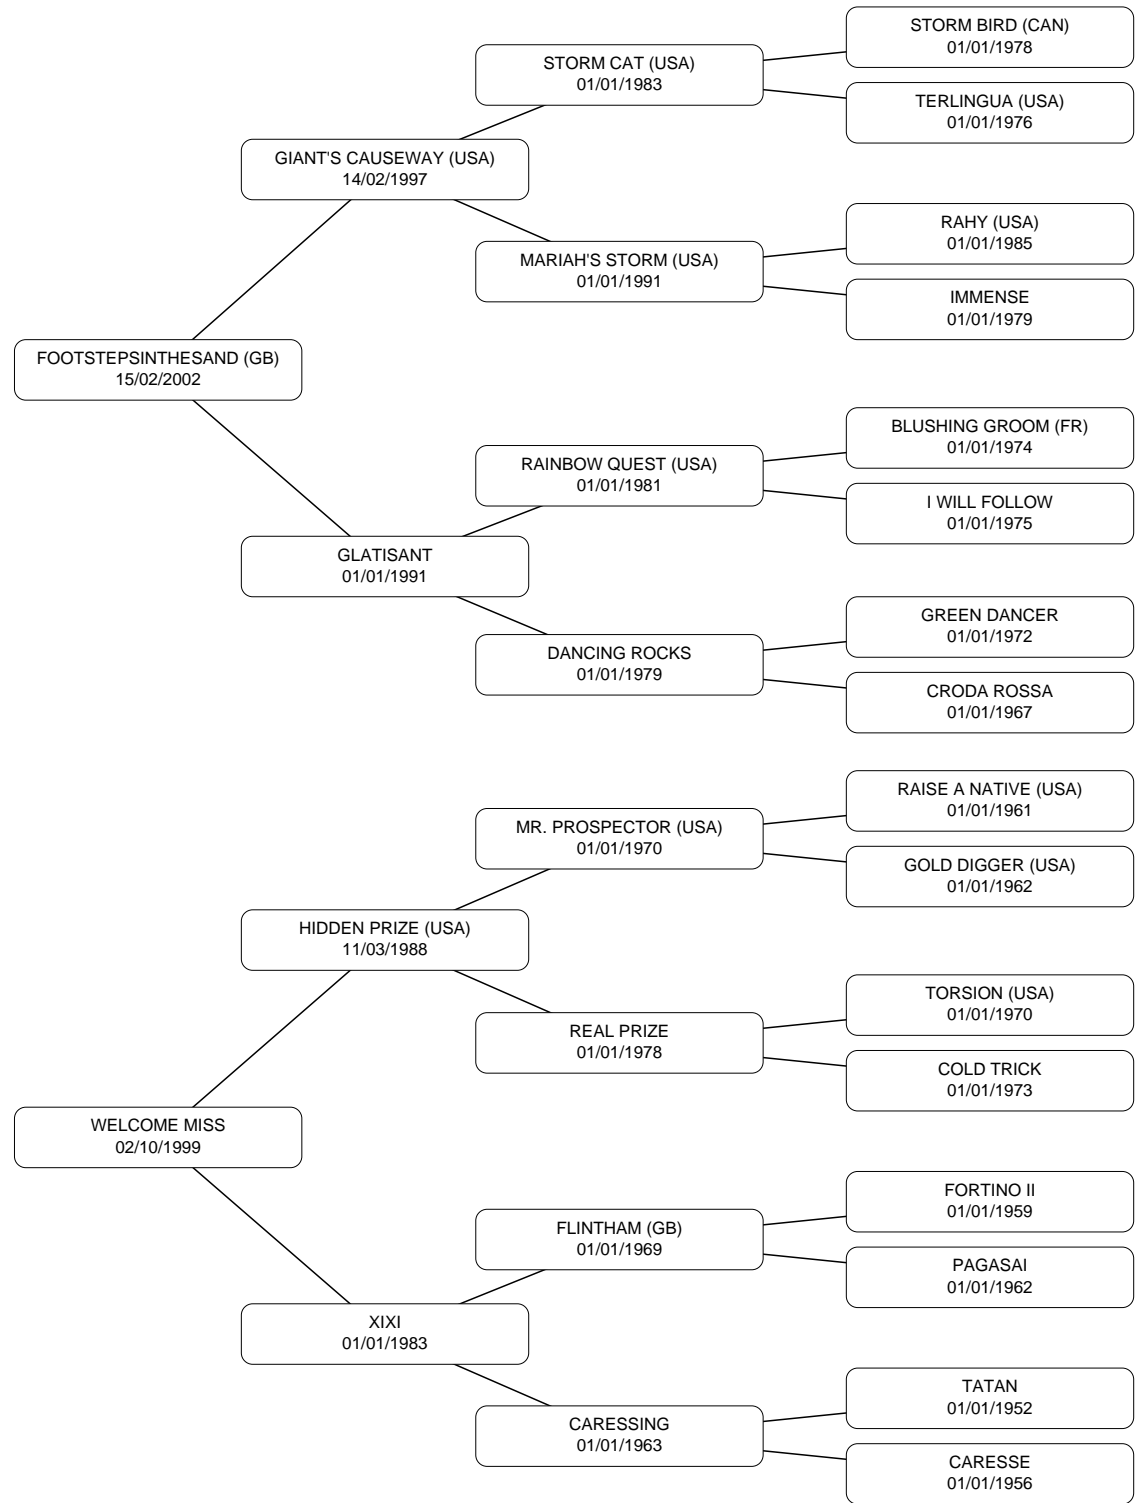 STORM BIRD (CAN)
01/01/1978
STORM CAT (USA)
01/01/1983
TERLINGUA (USA)
01/01/1976
GIANT'S CAUSEWAY (USA)
14/02/1997
RAHY (USA)
01/01/1985
MARIAH'S STORM (USA)
01/01/1991
IMMENSE
01/01/1979
FOOTSTEPSINTHESAND (GB)
15/02/2002
BLUSHING GROOM (FR)
01/01/1974
RAINBOW QUEST (USA)
01/01/1981
I WILL FOLLOW
01/01/1975
GLATISANT
01/01/1991
GREEN DANCER
01/01/1972
DANCING ROCKS
01/01/1979
CRODA ROSSA
01/01/1967
RAISE A NATIVE (USA)
01/01/1961
MR. PROSPECTOR (USA)
01/01/1970
GOLD DIGGER (USA)
01/01/1962
HIDDEN PRIZE (USA)
11/03/1988
TORSION (USA)
01/01/1970
REAL PRIZE
01/01/1978
COLD TRICK
01/01/1973
WELCOME MISS
02/10/1999
FORTINO II
01/01/1959
FLINTHAM (GB)
01/01/1969
PAGASAI
01/01/1962
XIXI
01/01/1983
TATAN
01/01/1952
CARESSING
01/01/1963
CARESSE
01/01/1956